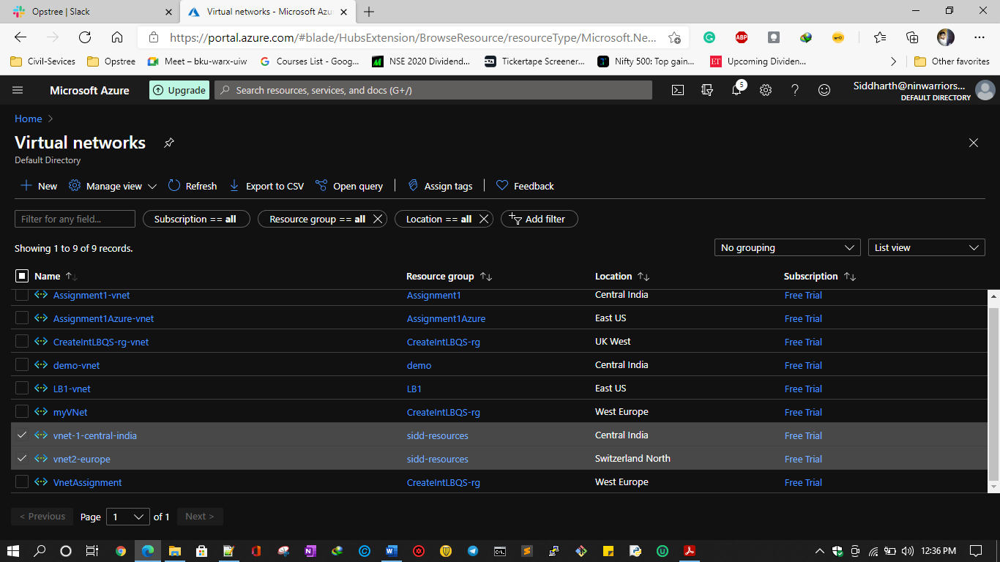 Opstree | Slack
Virtual networks - Microsoft Azu
https://portal.azure.com/#blade/HubsExtension/BrowseResource/resourceType/Microsoft.Ne...
ABP
Civil-Sevices
Opstree
Meet – bku-warx-uiw
Courses List - Goog...
NSE 2020 Dividend...
Tickertape Screener...
Nifty 500: Top gain...
ET
Upcoming Dividen...
Other favorites
Microsoft Azure
Upgrade
Search resources, services, and docs (G+/)
5
Siddharth@ninwarriors...
DEFAULT DIRECTORY
Home >
Virtual networks
Default Directory
New
Manage view
Refresh
Export to CSV
Open query
Assign tags
Feedback
Filter for any field...
Subscription == all
Resource group == all
Location == all
Add filter
Showing 1 to 9 of 9 records.
No grouping
List view
Name Resource group Location Subscription
Assignment1-vnet Assignment1 Central India Free Trial
Assignment1Azure-vnet Assignment1Azure East US Free Trial
CreateIntLBQS-rg-vnet CreateIntLBQS-rg UK West Free Trial
demo-vnet demo Central India Free Trial
LB1-vnet LB1 East US Free Trial
myVNet CreateIntLBQS-rg West Europe Free Trial
vnet-1-central-india sidd-resources Central India Free Trial
vnet2-europe sidd-resources Switzerland North Free Trial
VnetAssignment CreateIntLBQS-rg West Europe Free Trial
< Previous Page 1 of 1 Next >
12:36 PM